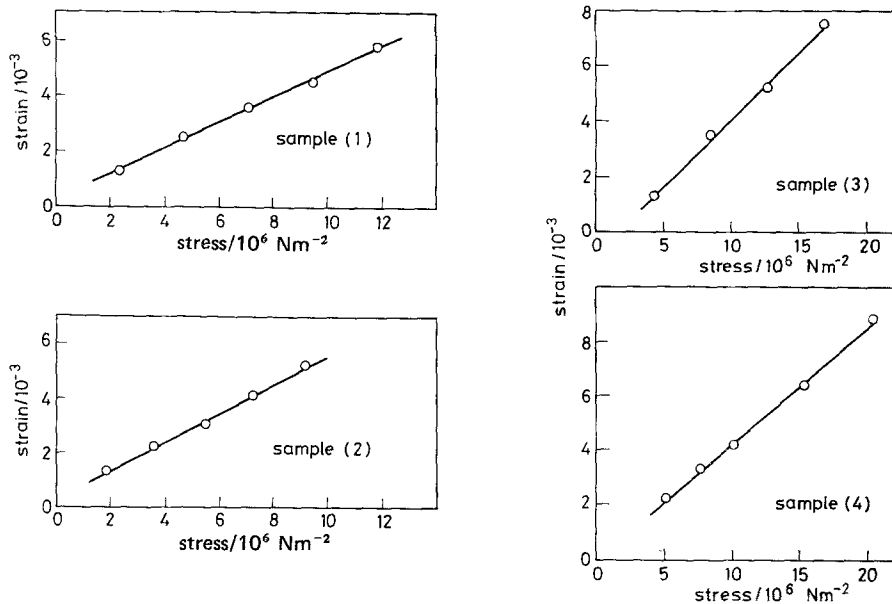 6
4
2
0
strain/10⁻³
sample (1)
0 2 4 6 8 10 12
stress/10⁶ Nm⁻²
6
4
2
0
strain/10⁻³
sample (2)
0 2 4 6 8 10 12
stress/10⁶ Nm⁻²
8
6
4
2
0
sample (3)
0 5 10 15 20
stress/10⁶ Nm⁻²
strain/10⁻³
8
6
4
2
0
sample (4)
0 5 10 15 20
stress/10⁶ Nm⁻²